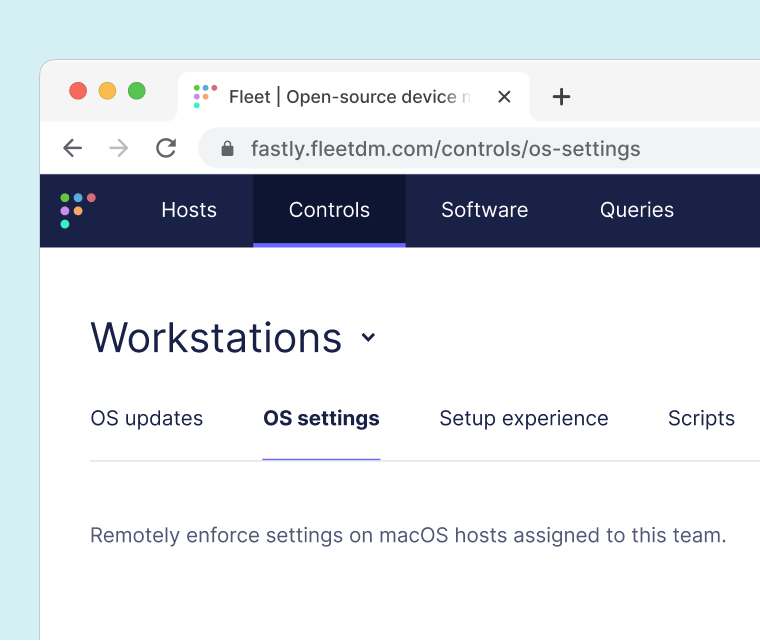 Fleet | Open-source device
fastly.fleetdm.com/controls/os-settings
Hosts Controls Software Queries
Workstations
OS updates OS settings Setup experience Scripts
Remotely enforce settings on macOS hosts assigned to this team.